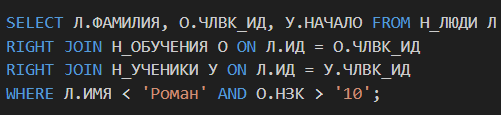 SELECT Л.ФАМИЛИЯ, О.ЧЛВК_ИД, У.НАЧАЛО FROM Н_ЛЮДИ Л
RIGHT JOIN Н_ОБУЧЕНИЯ О ON Л.ИД = О.ЧЛВК_ИД
RIGHT JOIN Н_УЧЕНИКИ У ON Л.ИД = У.ЧЛВК_ИД
WHERE Л.ИМЯ < 'Роман' AND О.НЗК > '10';